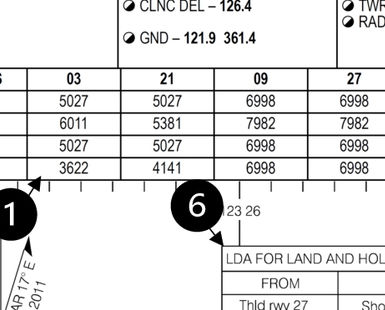 CLNC DEL – 126.4 TWR
RAD
GND – 121.9 361.4
03 21 09 27
5027 5027 6998 6998
6011 5381 7982 7982
5027 5027 6998 6998
3622 4141 6998 6998
1 6
23 26
AR 17° E
2011
LDA FOR LAND AND HOL
FROM
Thld rwy 27 Sho